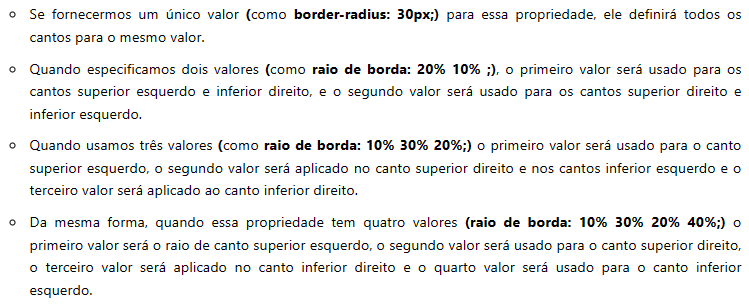 Se fornecermos um único valor (como border-radius: 30px;) para essa propriedade, ele definirá todos os
cantos para o mesmo valor.
Quando especificamos dois valores (como raio de borda: 20% 10% ;), o primeiro valor será usado para os
cantos superior esquerdo e inferior direito, e o segundo valor será usado para os cantos superior direito e
inferior esquerdo.
Quando usamos três valores (como raio de borda: 10% 30% 20%;) o primeiro valor será usado para o canto
superior esquerdo, o segundo valor será aplicado no canto superior direito e nos cantos inferior esquerdo e o
terceiro valor será aplicado ao canto inferior direito.
Da mesma forma, quando essa propriedade tem quatro valores (raio de borda: 10% 30% 20% 40%;) o
primeiro valor será o raio de canto superior esquerdo, o segundo valor será usado para o canto superior direito,
o terceiro valor será aplicado no canto inferior direito e o quarto valor será usado para o canto inferior
esquerdo.